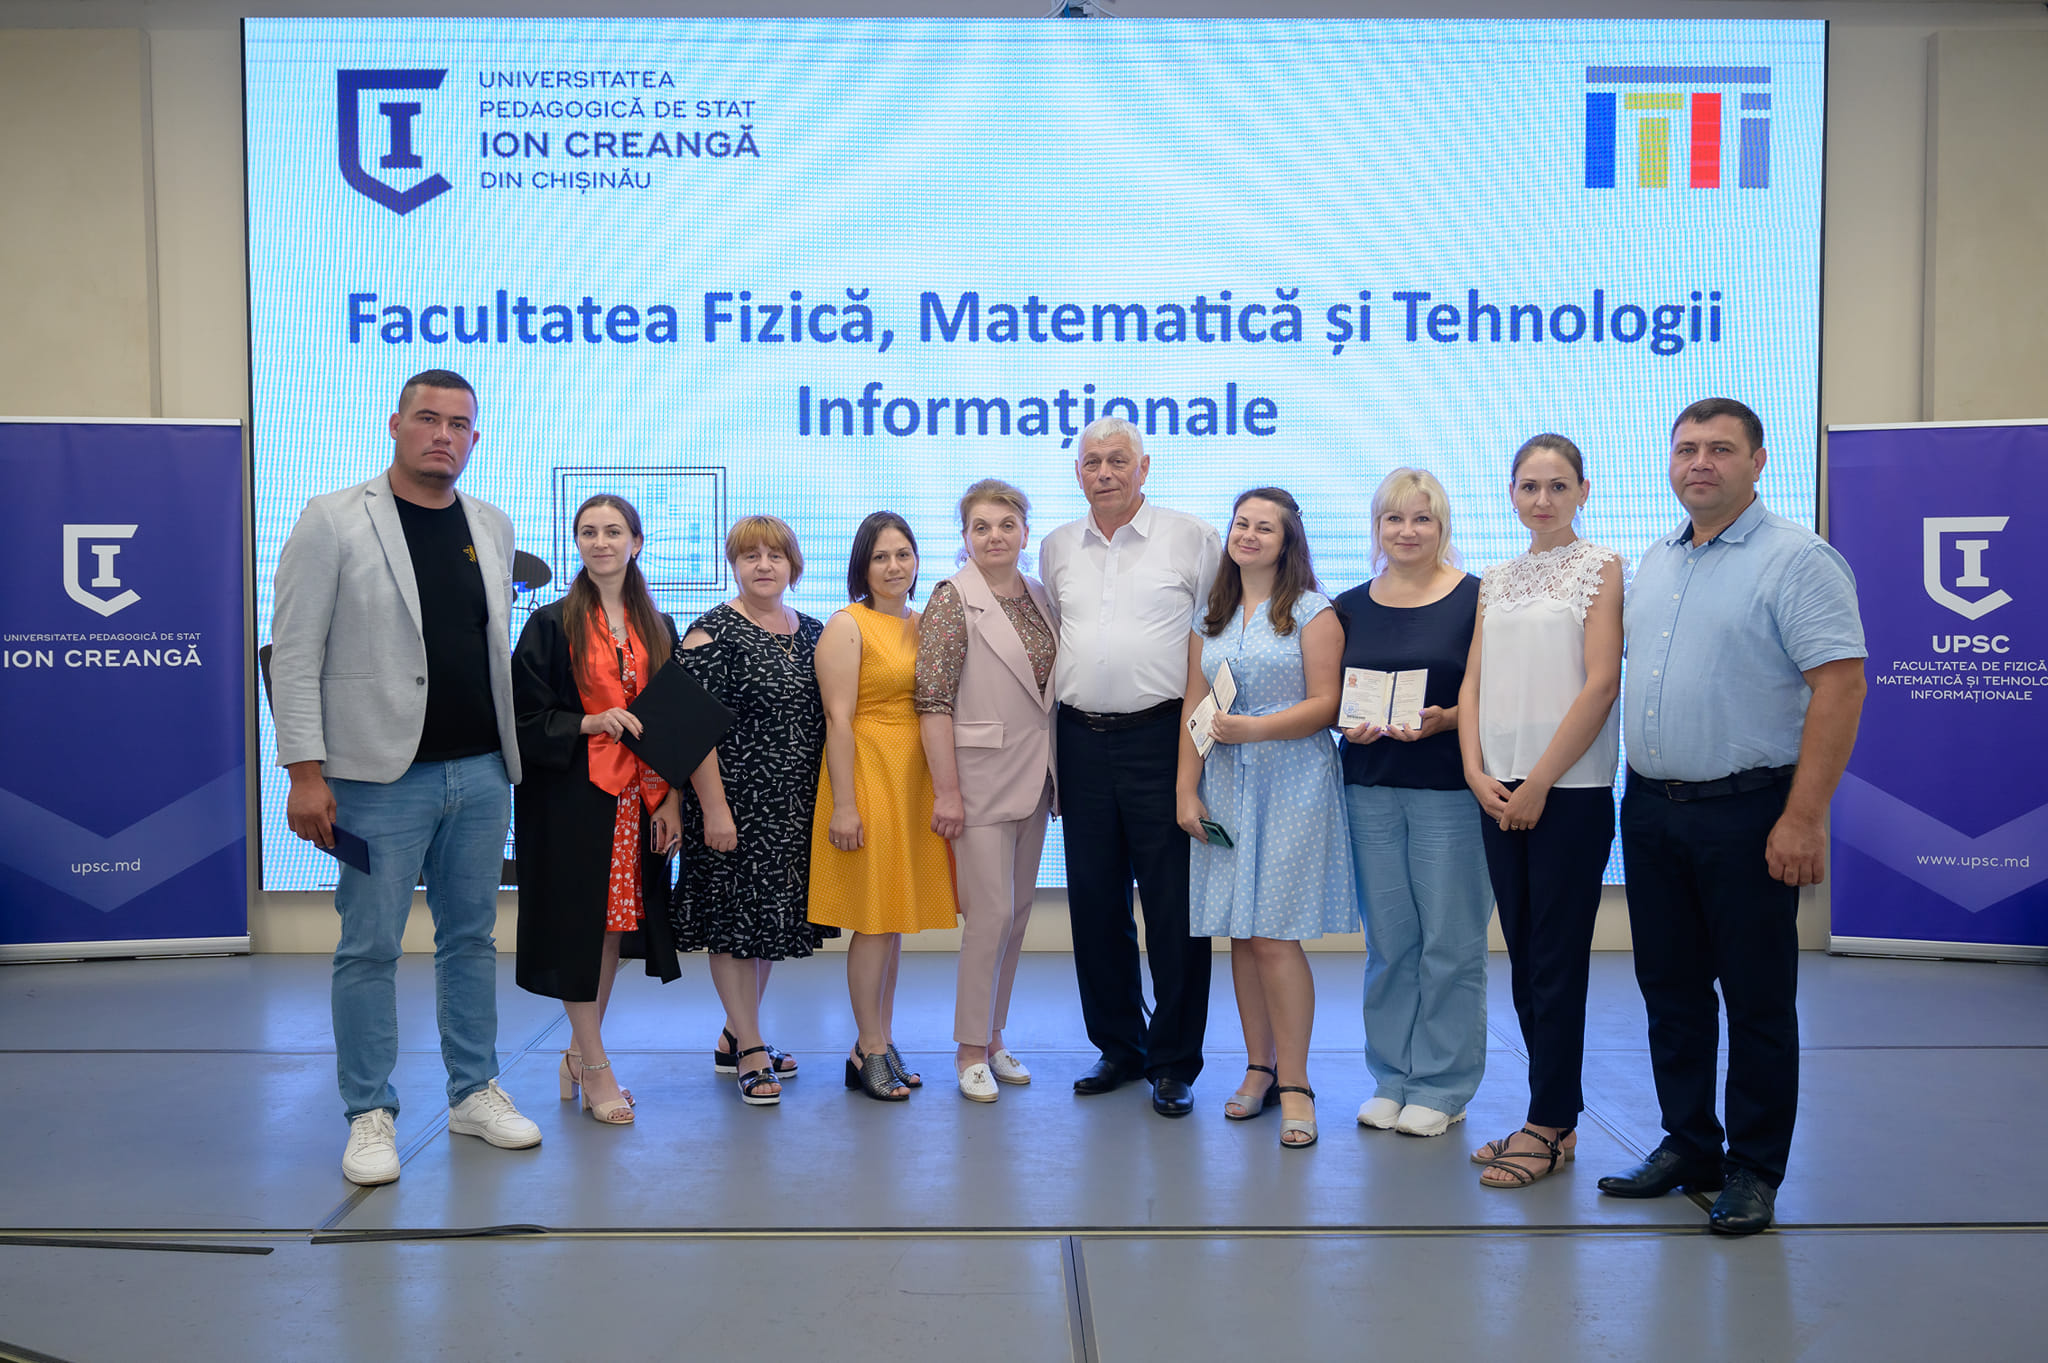 UNIVERSITATEA
PEDAGOGICĂ DE STAT
ION CREANGĂ
DIN CHIȘINĂU
Facultatea Fizică, Matematică și Tehnologii
Informaționale
UNIVERSITATEA PEDAGOGICĂ DE STAT
ION CREANGĂ
upsc.md
UPSC
FACULTATEA DE FIZICĂ
MATEMATICĂ ȘI TEHNOLO
INFORMAȚIONALE
www.upsc.md